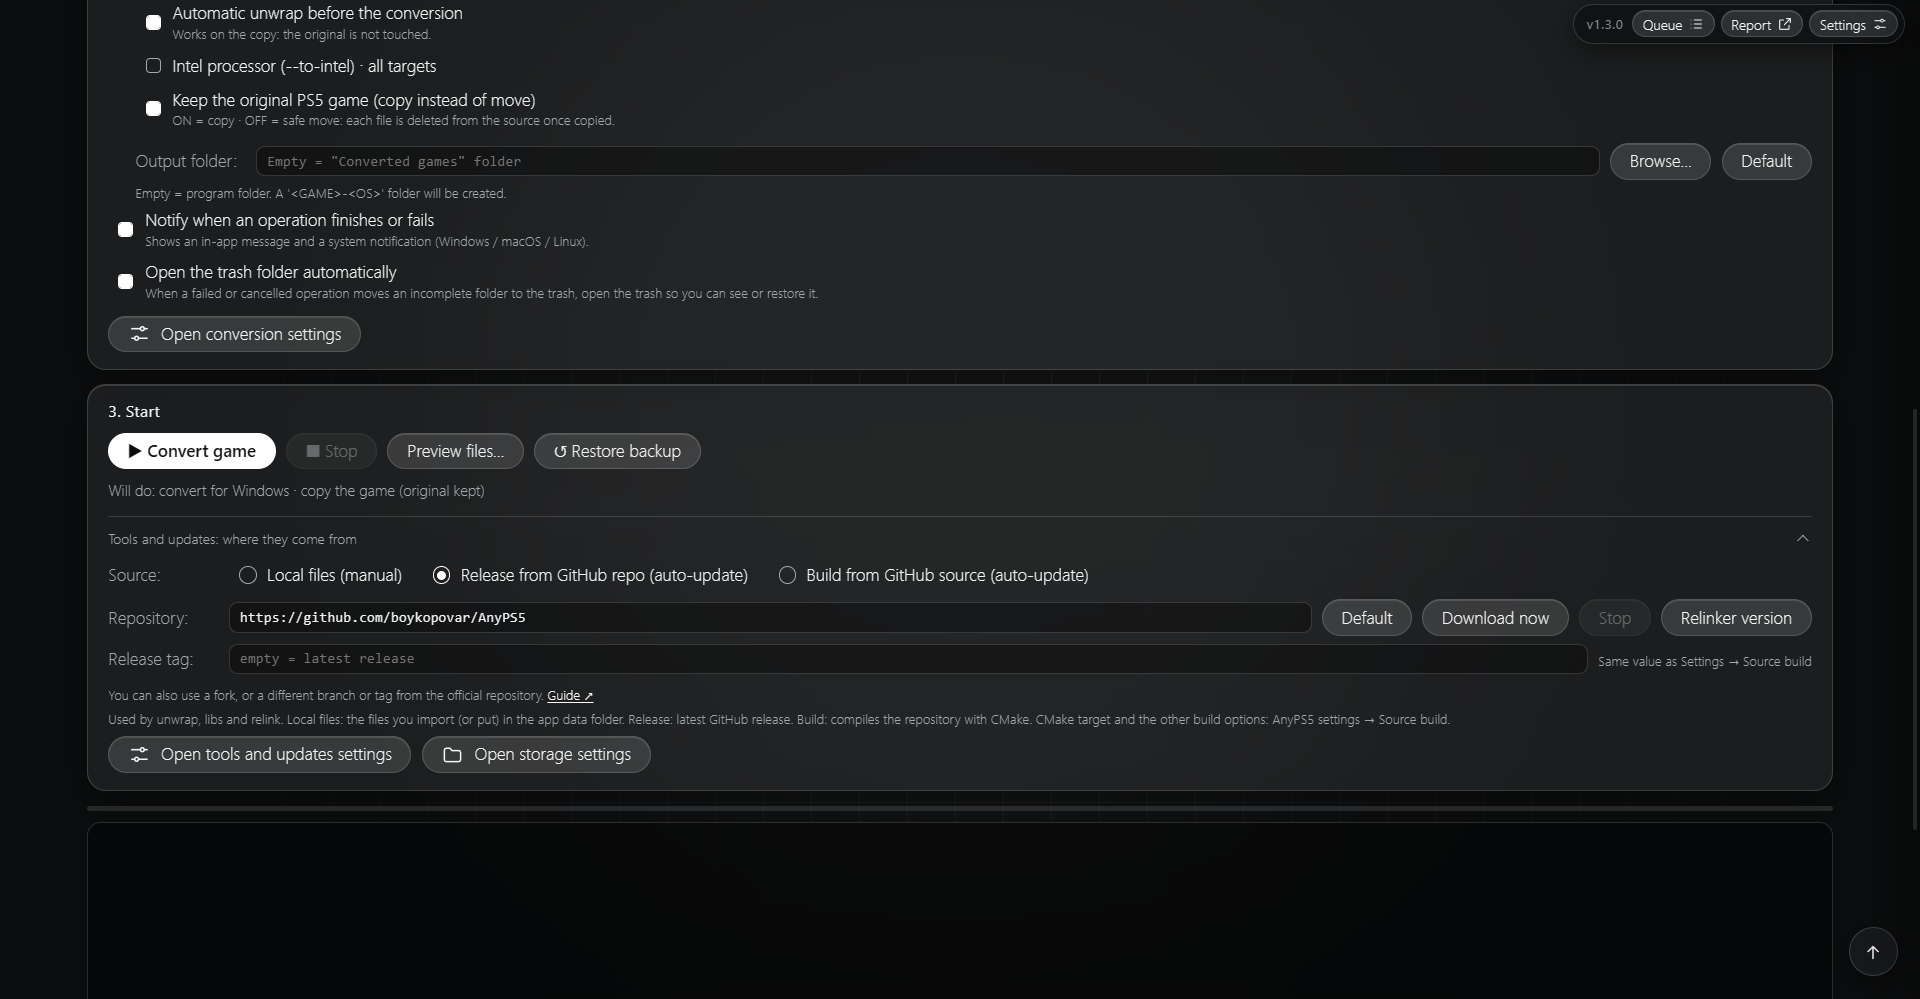 Automatic unwrap before the conversion
Works on the copy: the original is not touched.
v1.3.0 Queue Report Settings
Intel processor (--to-intel) · all targets
Keep the original PS5 game (copy instead of move)
ON = copy · OFF = safe move: each file is deleted from the source once copied.
Output folder: Empty = "Converted games" folder Browse... Default
Empty = program folder. A '<GAME>-<OS>' folder will be created.
Notify when an operation finishes or fails
Shows an in-app message and a system notification (Windows / macOS / Linux).
Open the trash folder automatically
When a failed or cancelled operation moves an incomplete folder to the trash, open the trash so you can see or restore it.
Open conversion settings
3. Start
▶ Convert game ■ Stop Preview files... ↺ Restore backup
Will do: convert for Windows · copy the game (original kept)
Tools and updates: where they come from
Source: Local files (manual) Release from GitHub repo (auto-update) Build from GitHub source (auto-update)
Repository: https://github.com/boykopovar/AnyPS5 Default Download now Stop Relinker version
Release tag: empty = latest release Same value as Settings → Source build
You can also use a fork, or a different branch or tag from the official repository. Guide ↗
Used by unwrap, libs and relink. Local files: the files you import (or put) in the app data folder. Release: latest GitHub release. Build: compiles the repository with CMake. CMake target and the other build options: AnyPS5 settings → Source build.
Open tools and updates settings Open storage settings